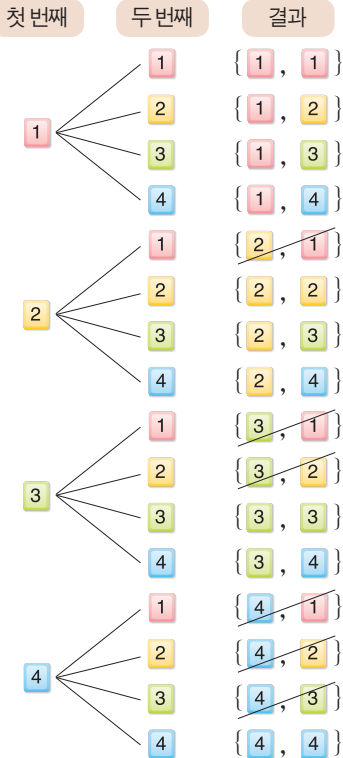 첫 번째 두 번째 결과
1 { 1 , 1 }
2 { 1 , 2 }
1
3 { 1 , 3 }
4 { 1 , 4 }
1 { 2 , 1 }
2 { 2 , 2 }
2
3 { 2 , 3 }
4 { 2 , 4 }
1 { 3 , 1 }
2 { 3 , 2 }
3
3 { 3 , 3 }
4 { 3 , 4 }
1 { 4 , 1 }
2 { 4 , 2 }
4
3 { 4 , 3 }
4 { 4 , 4 }